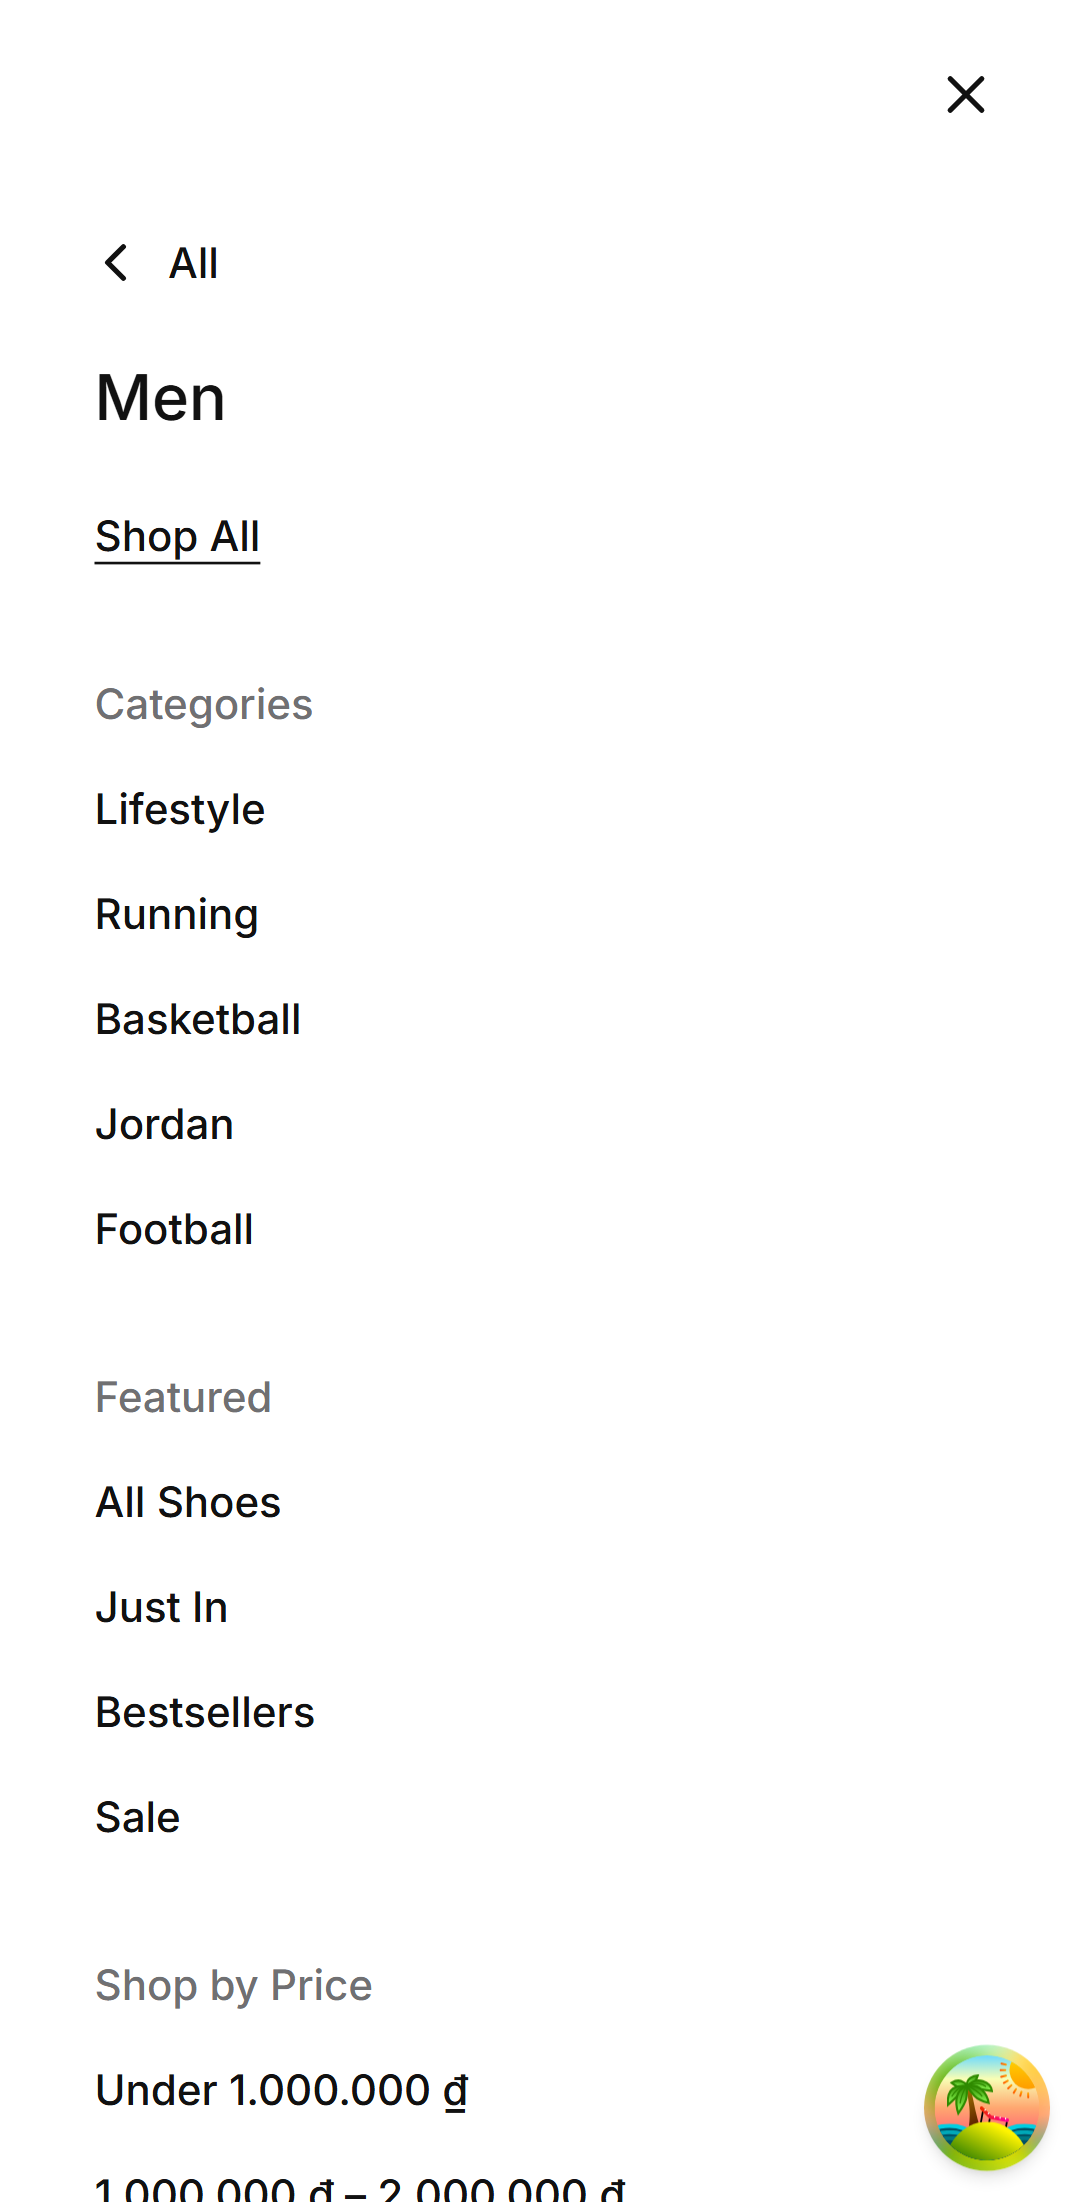 All
Men
Shop All
Categories
Lifestyle
Running
Basketball
Jordan
Football
Featured
All Shoes
Just In
Bestsellers
Sale
Shop by Price
Under 1.000.000 ₫
1.000.000 ₫ – 2.000.000 ₫